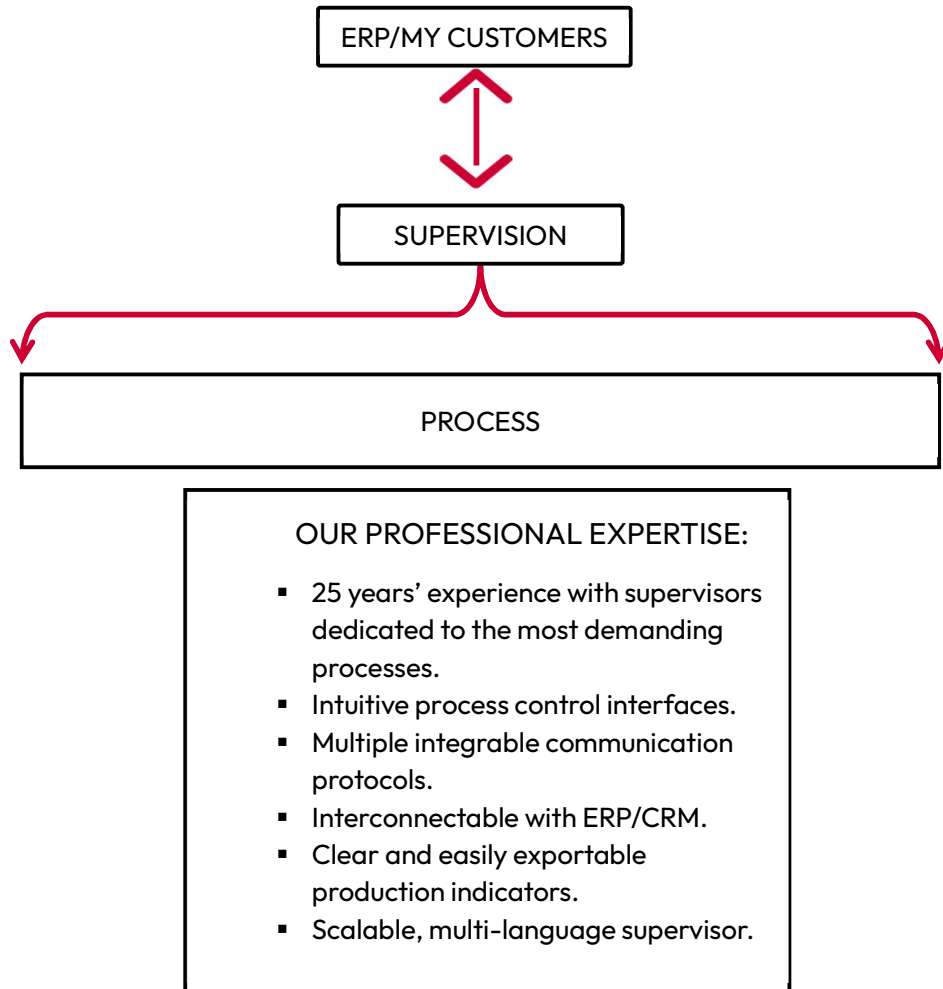 ERP/MY CUSTOMERS
SUPERVISION
PROCESS
OUR PROFESSIONAL EXPERTISE:
▪ 25 years’ experience with supervisors
dedicated to the most demanding
processes.
▪ Intuitive process control interfaces.
▪ Multiple integrable communication
protocols.
▪ Interconnectable with ERP/CRM.
▪ Clear and easily exportable
production indicators.
▪ Scalable, multi-language supervisor.